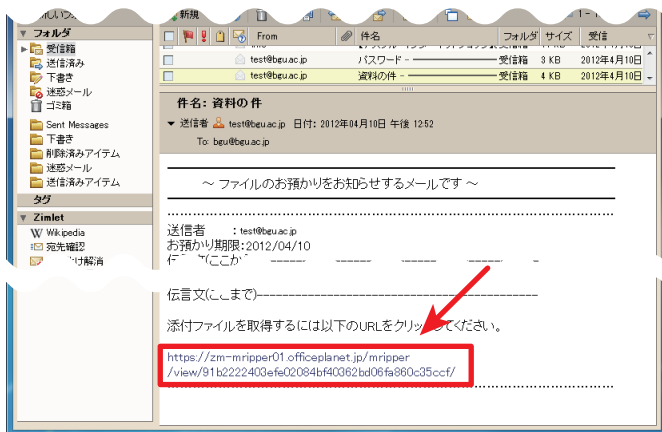 新規
フォルダ
受信箱
送信済み
下書き
迷惑メール
ゴミ箱
Sent Messages
下書き
削除済みアイテム
迷惑メール
送信済みアイテム
タグ
Zimlet
Wikipedia
宛先確認
け解消
From 件名 フォルダ サイズ 受信
test@bgu.ac.jp パスワード - 受信箱 3 KB 2012年4月10日
test@bgu.ac.jp 資料の件 - 受信箱 4 KB 2012年4月10日
件名: 資料の件
送信者 test@bgu.ac.jp 日付: 2012年04月10日 午後 12:52
To: bgu@bgu.ac.jp
~ ファイルのお預かりをお知らせするメールです ~
送信者 : test@bgu.ac.jp
お預かり期限:2012/04/10
伝言文(ここまで)
添付ファイルを取得するには以下のURLをクリックしてください。
https://zm-mripper01.officeplanet.jp/mripper
/view/91b2222403efe02084bf40362bd06fa860c35ccf/